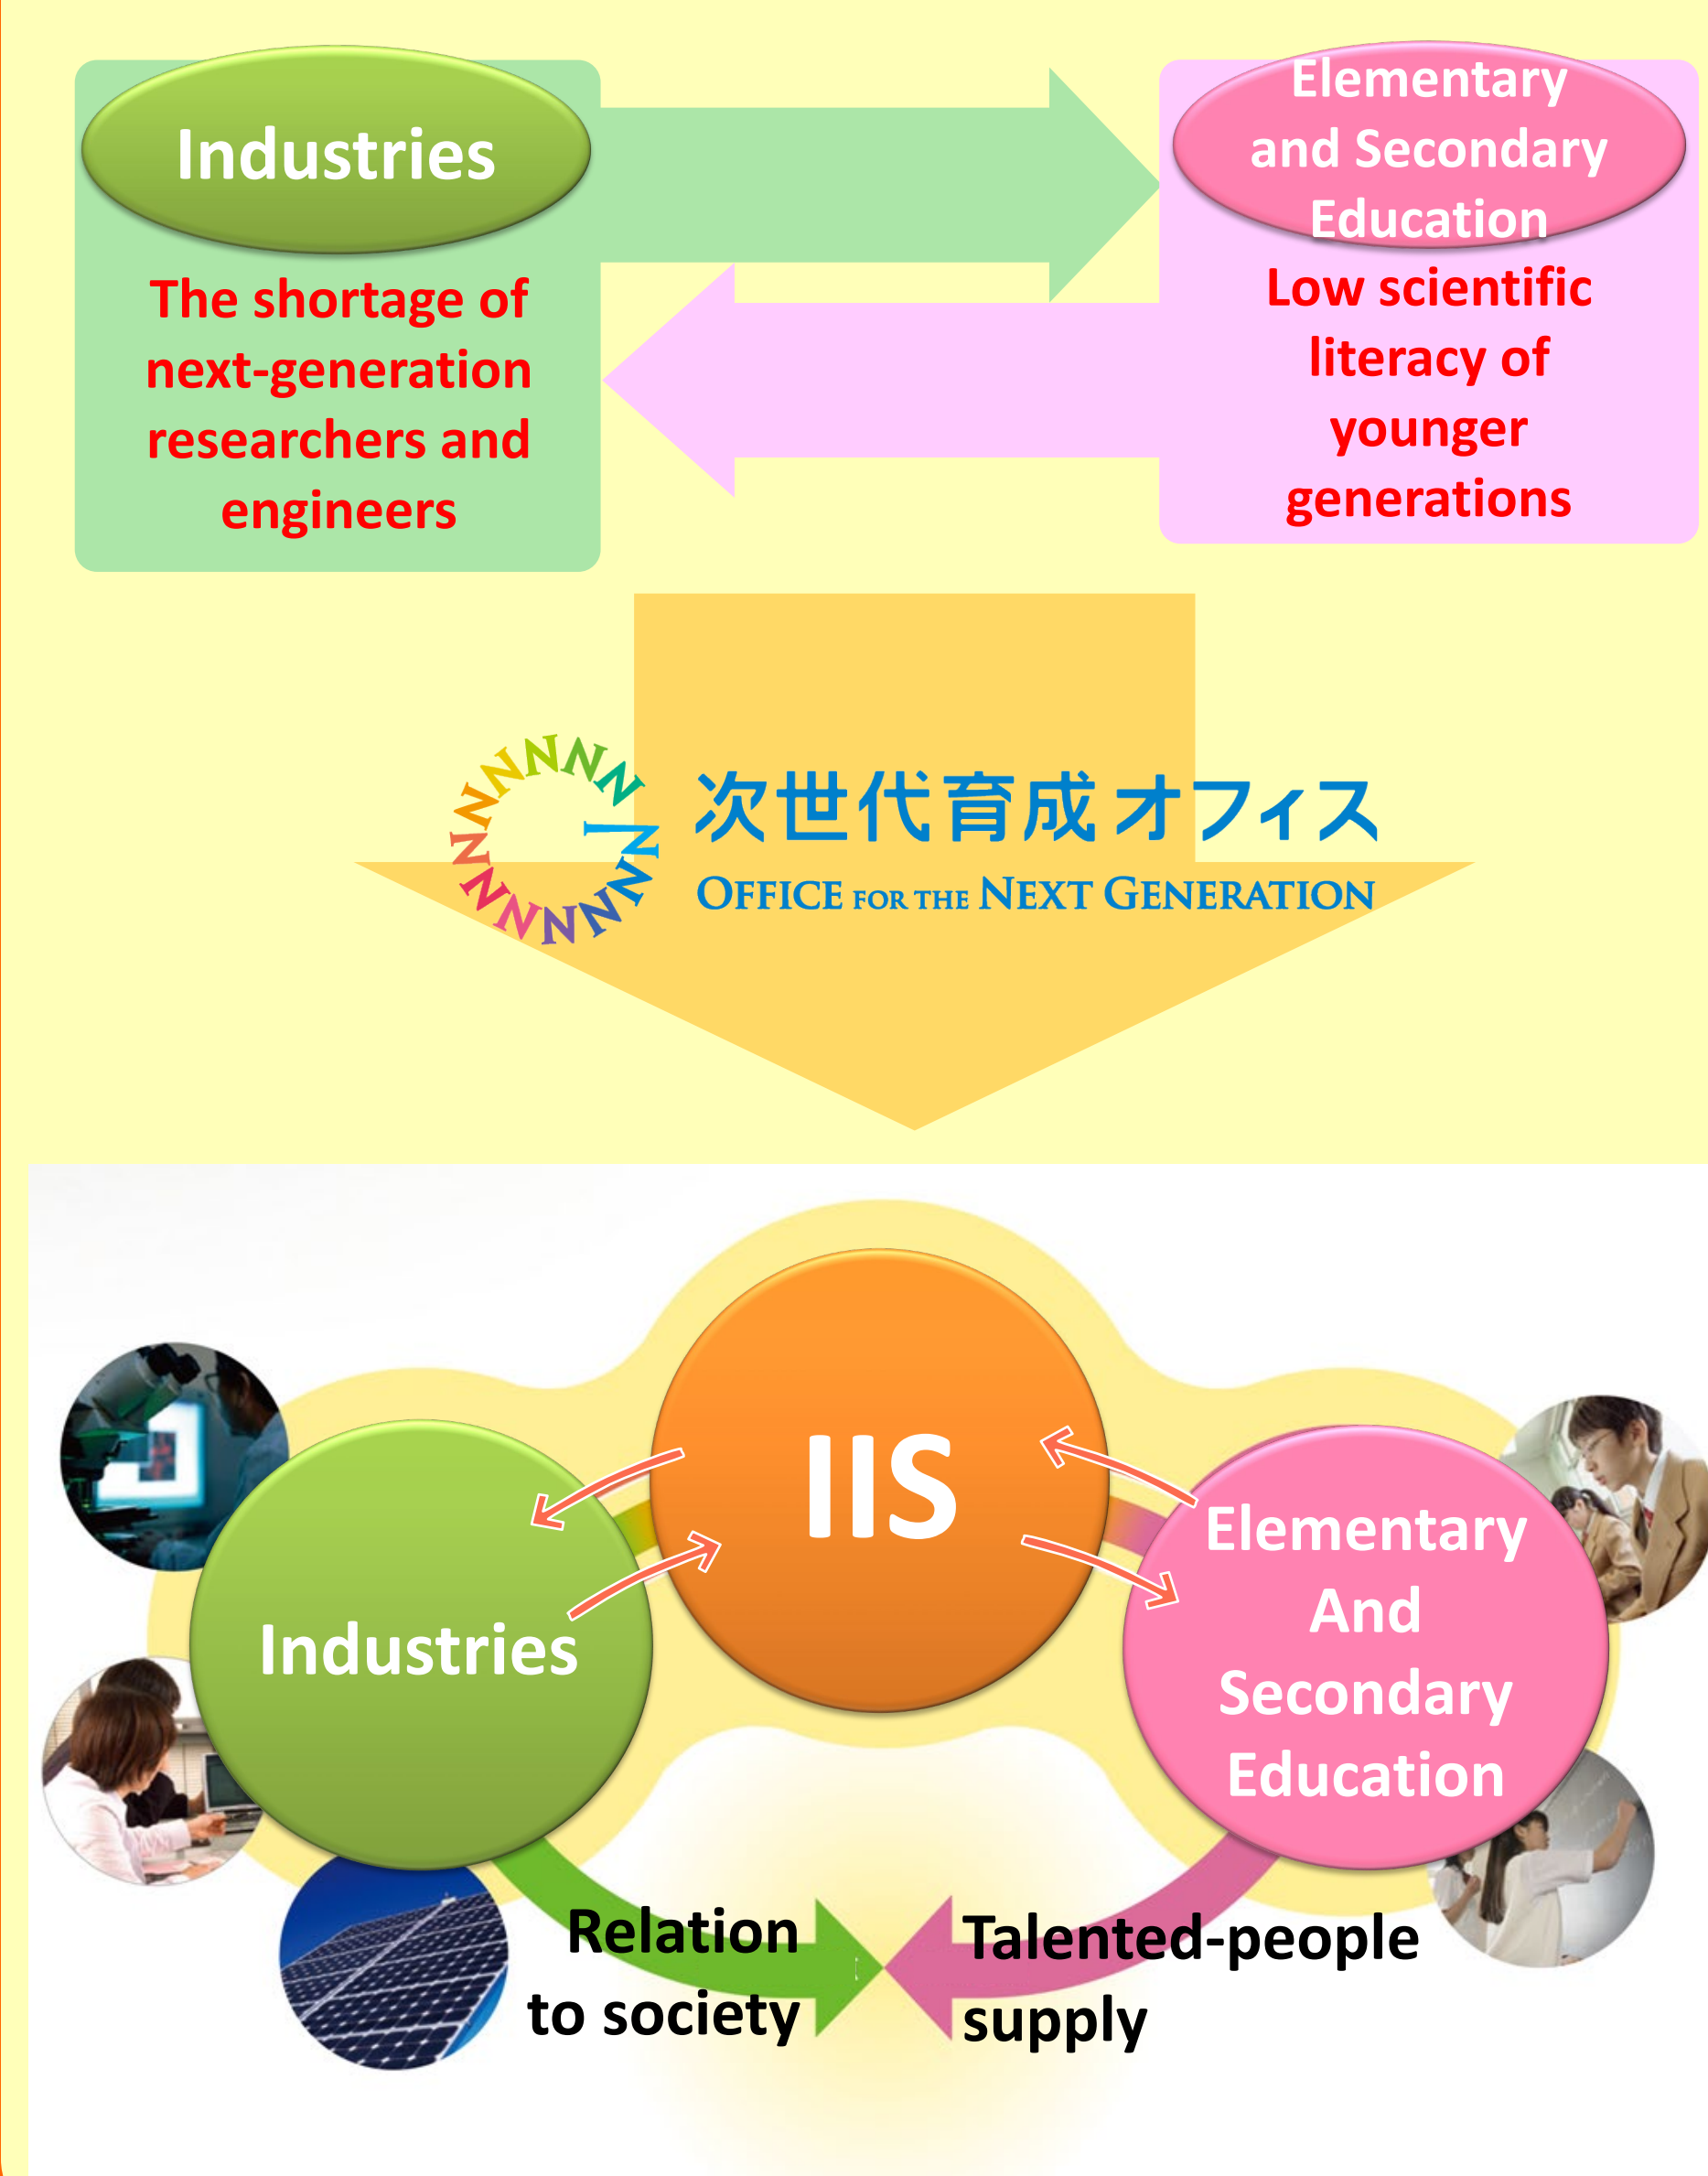 Industries
The shortage of
next-generation
researchers and
engineers
Elementary
and Secondary
Education
Low scientific
literacy of
younger
generations
NNNNNNNNNNNNNN
次世代育成オフィス
OFFICE FOR THE NEXT GENERATION
IIS
Industries
Elementary
And
Secondary
Education
Relation
to society
Talented-people
supply